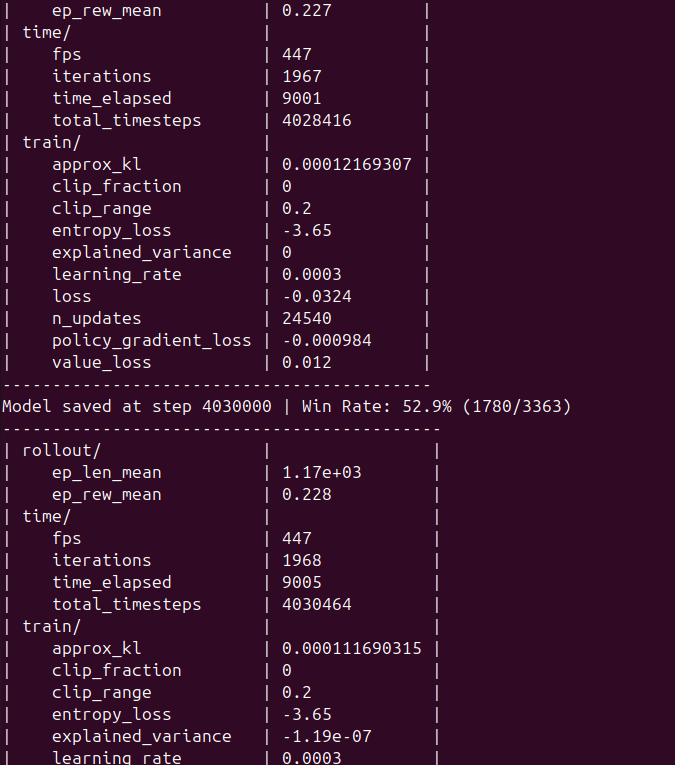 |    ep_rew_mean          | 0.227         |
| time/                   |               |
|    fps                  | 447           |
|    iterations           | 1967          |
|    time_elapsed         | 9001          |
|    total_timesteps      | 4028416       |
| train/                  |               |
|    approx_kl            | 0.00012169307 |
|    clip_fraction        | 0             |
|    clip_range           | 0.2           |
|    entropy_loss         | -3.65         |
|    explained_variance   | 0             |
|    learning_rate        | 0.0003        |
|    loss                 | -0.0324       |
|    n_updates            | 24540         |
|    policy_gradient_loss | -0.000984     |
|    value_loss           | 0.012         |
-------------------------------------------
Model saved at step 4030000 | Win Rate: 52.9% (1780/3363)
--------------------------------------------
| rollout/                |                |
|    ep_len_mean          | 1.17e+03       |
|    ep_rew_mean          | 0.228          |
| time/                   |                |
|    fps                  | 447            |
|    iterations           | 1968           |
|    time_elapsed         | 9005           |
|    total_timesteps      | 4030464        |
| train/                  |                |
|    approx_kl            | 0.000111690315 |
|    clip_fraction        | 0              |
|    clip_range           | 0.2            |
|    entropy_loss         | -3.65          |
|    explained_variance   | -1.19e-07      |
|    learning_rate        | 0.0003         |